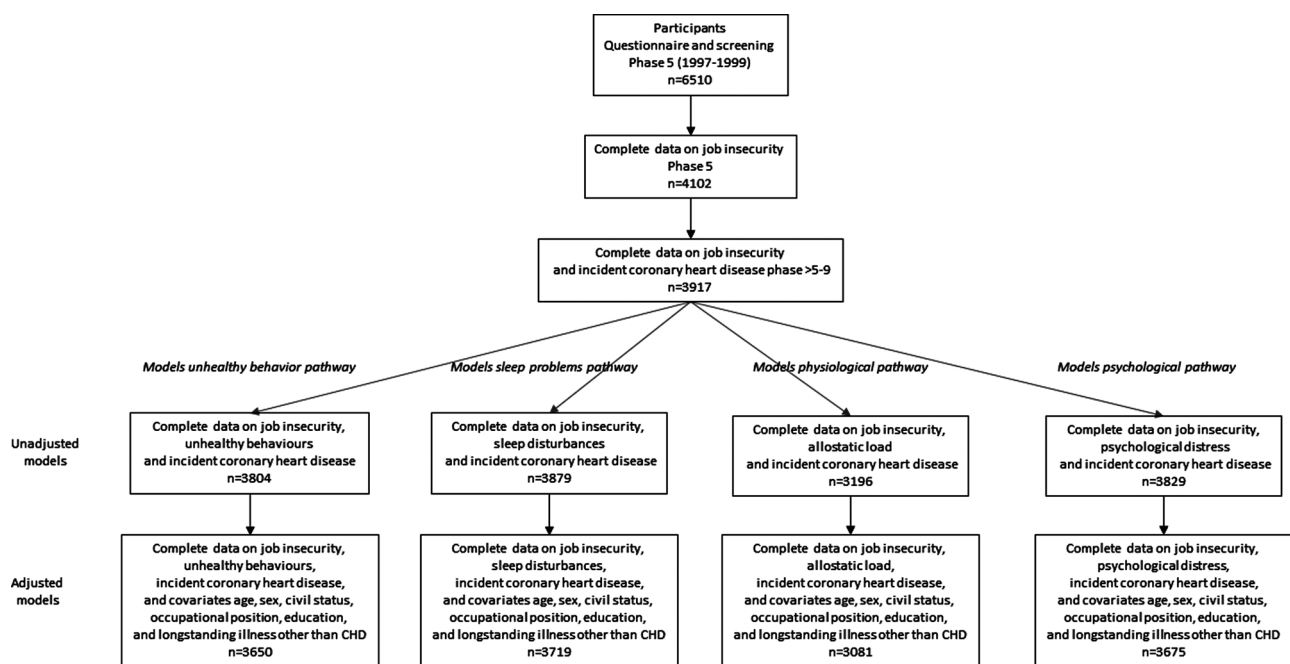 Participants
Questionnaire and screening
Phase 5 (1997-1999)
n=6510
Complete data on job insecurity
Phase 5
n=4102
Complete data on job insecurity
and incident coronary heart disease phase >5-9
n=3917
Models unhealthy behavior pathway
Models sleep problems pathway
Models physiological pathway
Models psychological pathway
Unadjusted
models
Complete data on job insecurity,
unhealthy behaviours
and incident coronary heart disease
n=3804
Complete data on job insecurity,
sleep disturbances
and incident coronary heart disease
n=3879
Complete data on job insecurity,
allostatic load
and incident coronary heart disease
n=3196
Complete data on job insecurity,
psychological distress
and incident coronary heart disease
n=3829
Adjusted
models
Complete data on job insecurity,
unhealthy behaviours,
incident coronary heart disease,
and covariates age, sex, civil status,
occupational position, education,
and longstanding illness other than CHD
n=3650
Complete data on job insecurity,
sleep disturbances,
incident coronary heart disease,
and covariates age, sex, civil status,
occupational position, education,
and longstanding illness other than CHD
n=3719
Complete data on job insecurity,
allostatic load,
incident coronary heart disease,
and covariates age, sex, civil status,
occupational position, education,
and longstanding illness other than CHD
n=3081
Complete data on job insecurity,
psychological distress,
incident coronary heart disease,
and covariates age, sex, civil status,
occupational position, education,
and longstanding illness other than CHD
n=3675